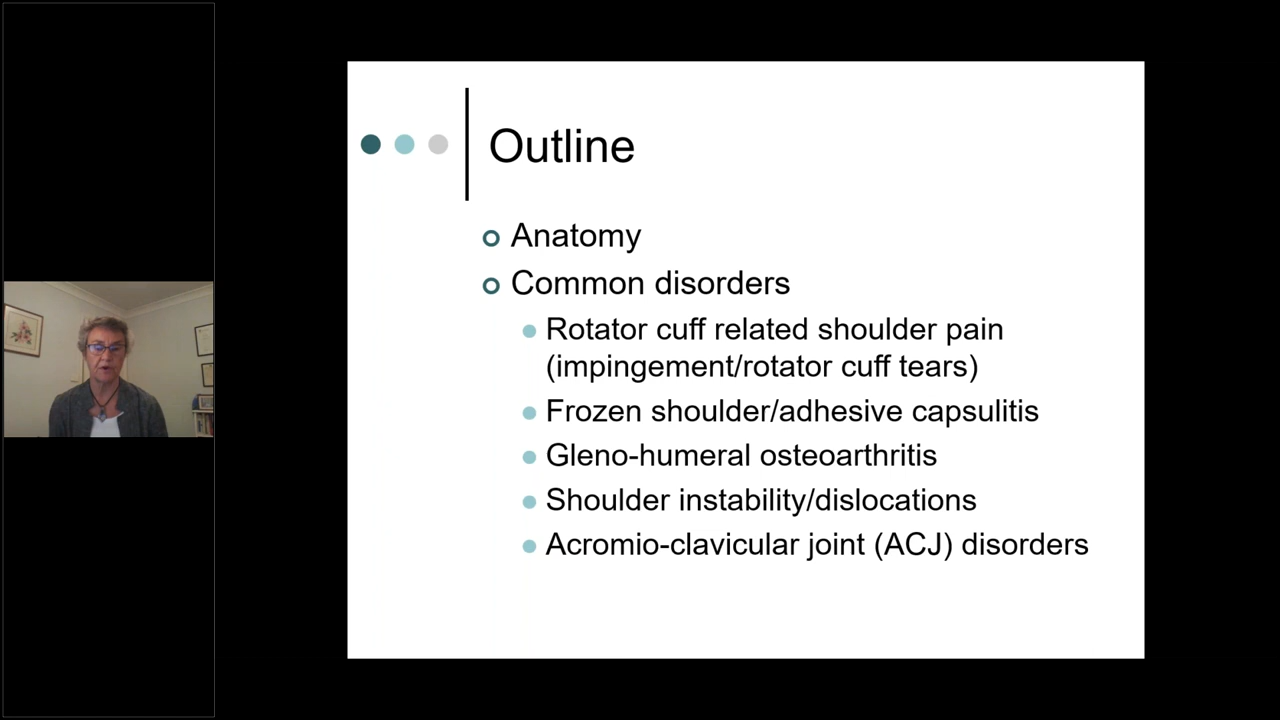 Outline
Anatomy
Common disorders
Rotator cuff related shoulder pain
(impingement/rotator cuff tears)
Frozen shoulder/adhesive capsulitis
Gleno-humeral osteoarthritis
Shoulder instability/dislocations
Acromio-clavicular joint (ACJ) disorders